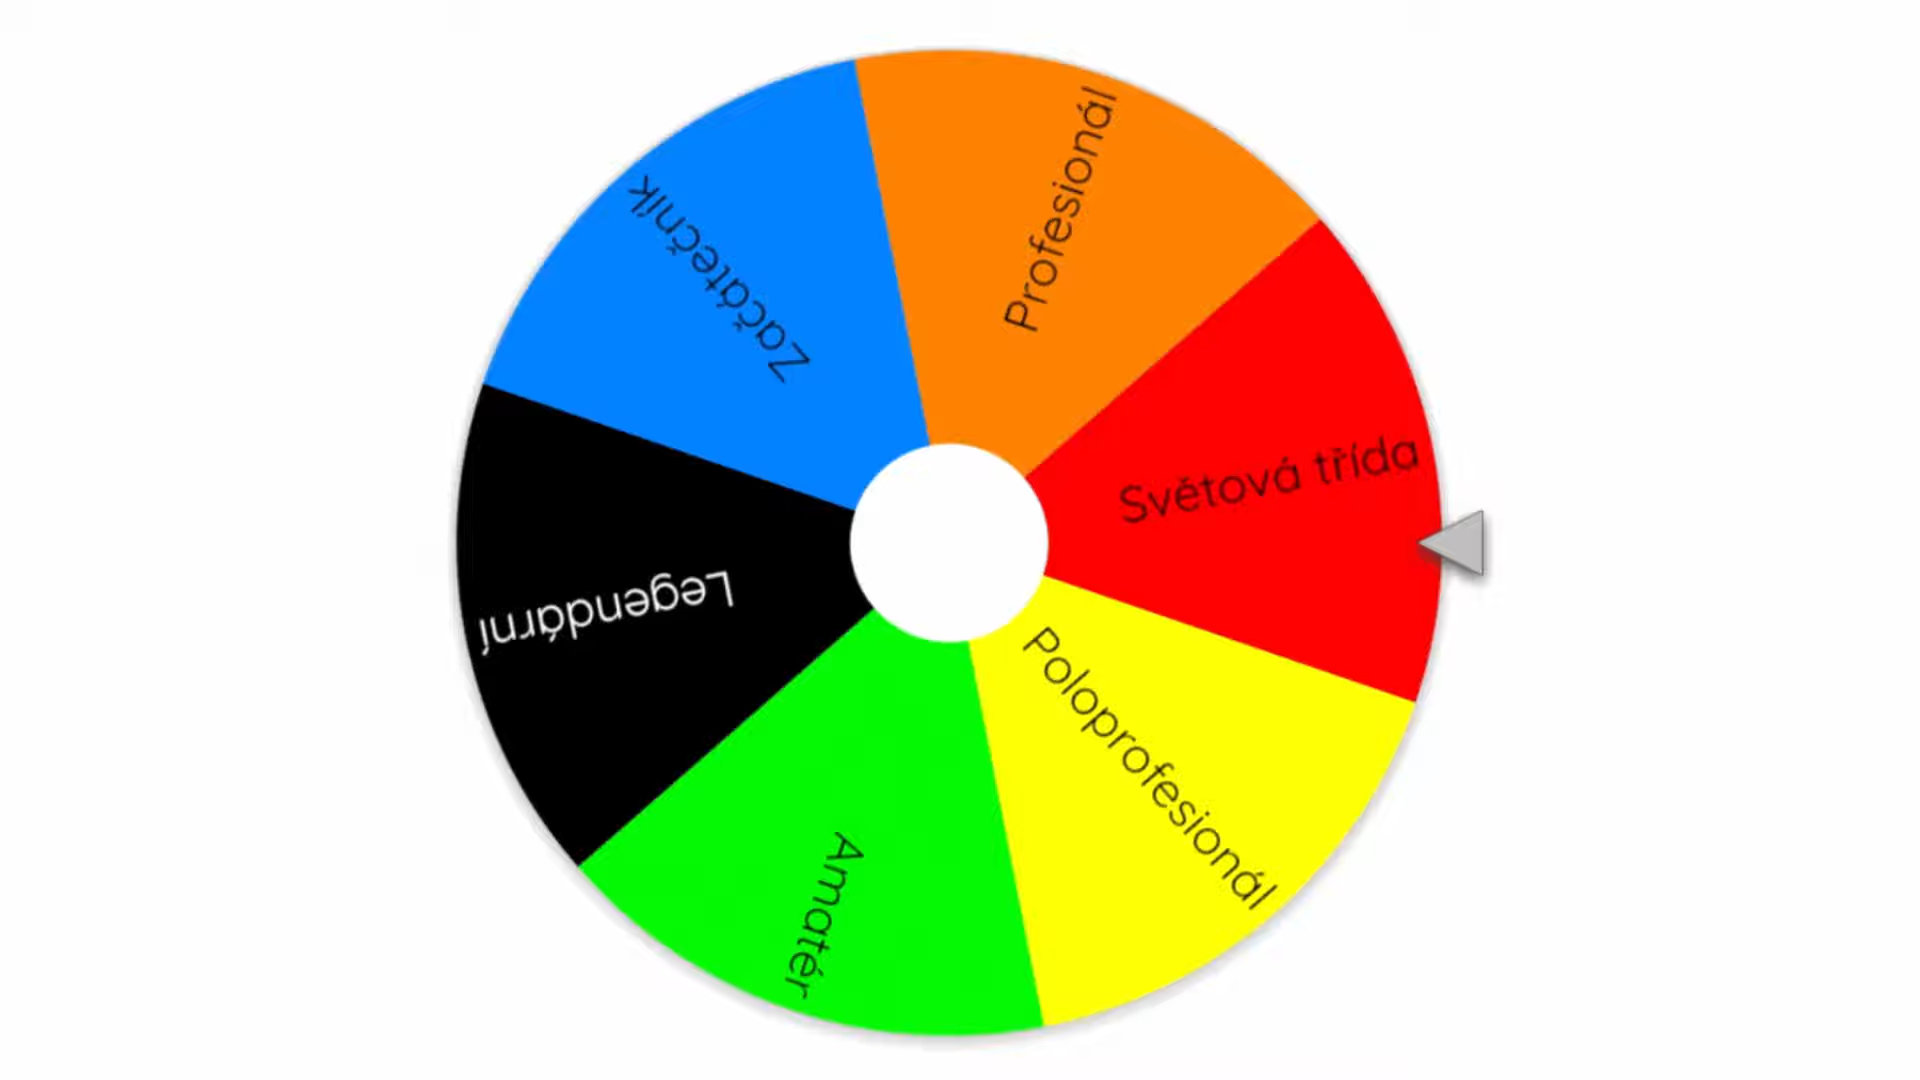 Profesionál
Světová třída
Poloprofesionál
Amatér
Legendární
Začátečník